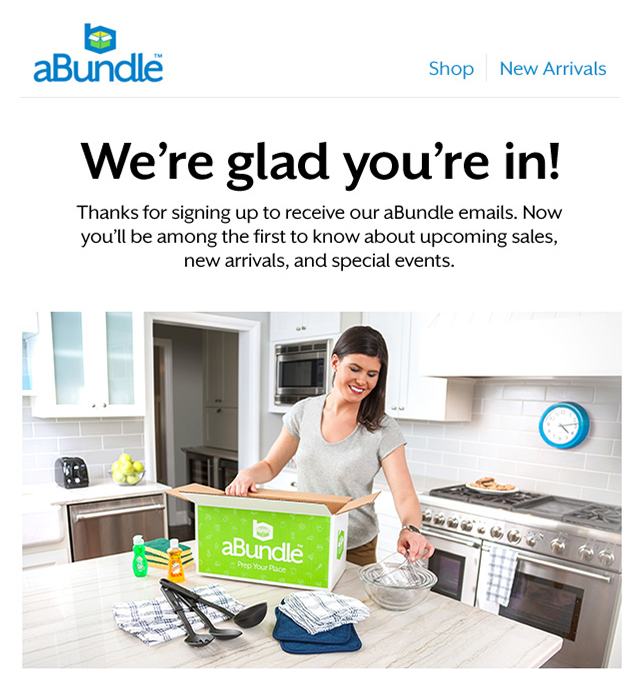 aBundle™
Shop
New Arrivals
We’re glad you’re in!
Thanks for signing up to receive our aBundle emails. Now
you’ll be among the first to know about upcoming sales,
new arrivals, and special events.
aBundle™
Prep Your Place